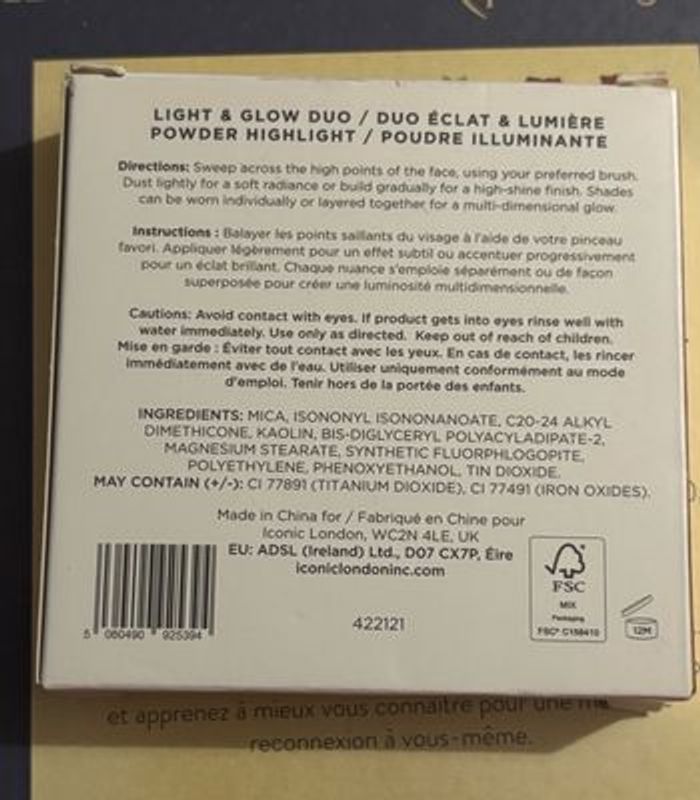 LIGHT & GLOW DUO / DUO ÉCLAT & LUMIÈRE
POWDER HIGHLIGHT / POUDRE ILLUMINANTE
Directions: Sweep across the high points of the face, using your preferred brush.
Dust lightly for a soft radiance or build gradually for a high-shine finish. Shades
can be worn individually or layered together for a multi-dimensional glow.
Instructions : Balayer les points saillants du visage à l'aide de votre pinceau
favori. Appliquer légèrement pour un effet subtil ou accentuer progressivement
pour un éclat brillant. Chaque nuance s'emploie séparément ou de façon
superposée pour créer une luminosité multidimensionnelle.
Cautions: Avoid contact with eyes. If product gets into eyes rinse well with
water immediately. Use only as directed. Keep out of reach of children.
Mise en garde : Éviter tout contact avec les yeux. En cas de contact, les rincer
immédiatement avec de l'eau. Utiliser uniquement conformément au mode
d'emploi. Tenir hors de la portée des enfants.
INGREDIENTS: MICA, ISONONYL ISONONANOATE, C20-24 ALKYL
DIMETHICONE, KAOLIN, BIS-DIGLYCERYL POLYACYLADIPATE-2,
MAGNESIUM STEARATE, SYNTHETIC FLUORPHLOGOPITE,
POLYETHYLENE, PHENOXYETHANOL, TIN DIOXIDE.
MAY CONTAIN (+/-): CI 77891 (TITANIUM DIOXIDE), CI 77491 (IRON OXIDES).
Made in China for / Fabriqué en Chine pour
Iconic London, WC2N 4LE, UK
EU: ADSL (Ireland) Ltd., D07 CX7P, Éire
iconiclondoninc.com
5 060490 925394
422121
FSC
MIX
Packaging
FSC® C158410
12M
et apprenez à mieux vous connaître pour une
reconnexion à vous-même.